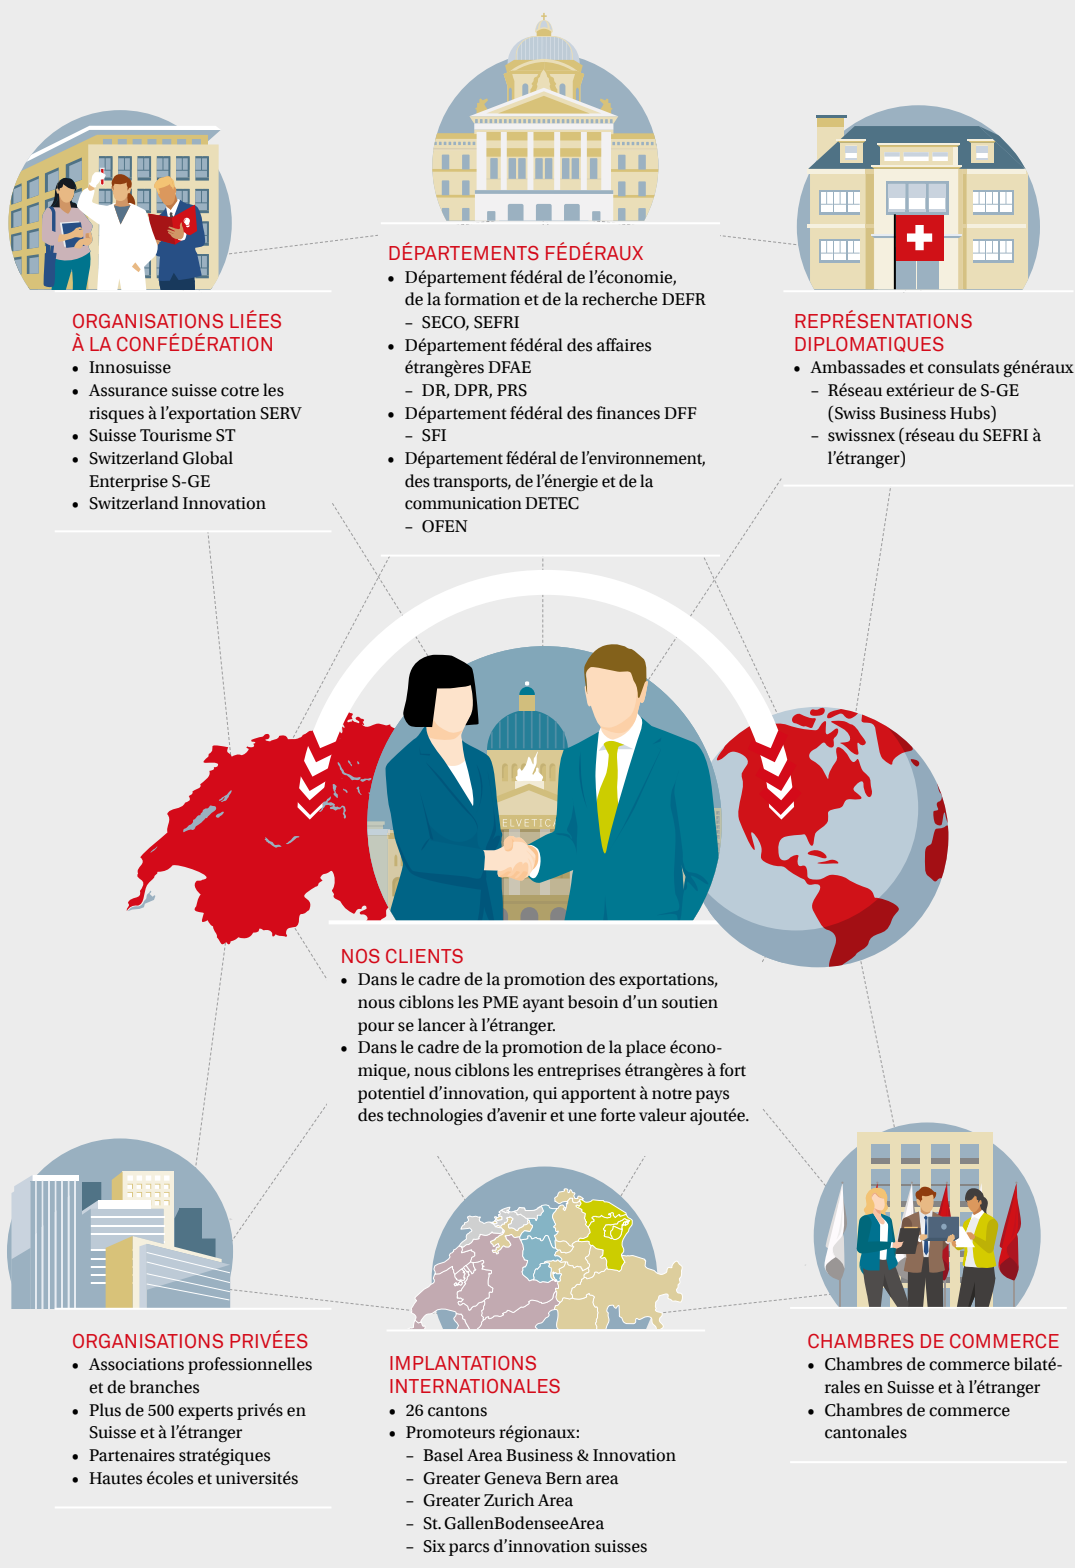 DÉPARTEMENTS FÉDÉRAUX
• Département fédéral de l’économie,
de la formation et de la recherche DEFR
– SECO, SEFRI
• Département fédéral des affaires
étrangères DFAE
– DR, DPR, PRS
• Département fédéral des finances DFF
– SFI
• Département fédéral de l’environnement,
des transports, de l’énergie et de la
communication DETEC
– OFEN
ORGANISATIONS LIÉES
À LA CONFÉDÉRATION
• Innosuisse
• Assurance suisse cotre les
risques à l’exportation SERV
• Suisse Tourisme ST
• Switzerland Global
Enterprise S-GE
• Switzerland Innovation
REPRÉSENTATIONS
DIPLOMATIQUES
• Ambassades et consulats généraux
– Réseau extérieur de S-GE
(Swiss Business Hubs)
– swissnex (réseau du SEFRI à
l’étranger)
ELVETIC
NOS CLIENTS
• Dans le cadre de la promotion des exportations,
nous ciblons les PME ayant besoin d’un soutien
pour se lancer à l’étranger.
• Dans le cadre de la promotion de la place écono-
mique, nous ciblons les entreprises étrangères à fort
potentiel d’innovation, qui apportent à notre pays
des technologies d’avenir et une forte valeur ajoutée.
ORGANISATIONS PRIVÉES
• Associations professionnelles
et de branches
• Plus de 500 experts privés en
Suisse et à l’étranger
• Partenaires stratégiques
• Hautes écoles et universités
IMPLANTATIONS
INTERNATIONALES
• 26 cantons
• Promoteurs régionaux:
– Basel Area Business & Innovation
– Greater Geneva Bern area
– Greater Zurich Area
– St. GallenBodenseeArea
– Six parcs d’innovation suisses
CHAMBRES DE COMMERCE
• Chambres de commerce bilaté-
rales en Suisse et à l’étranger
• Chambres de commerce
cantonales